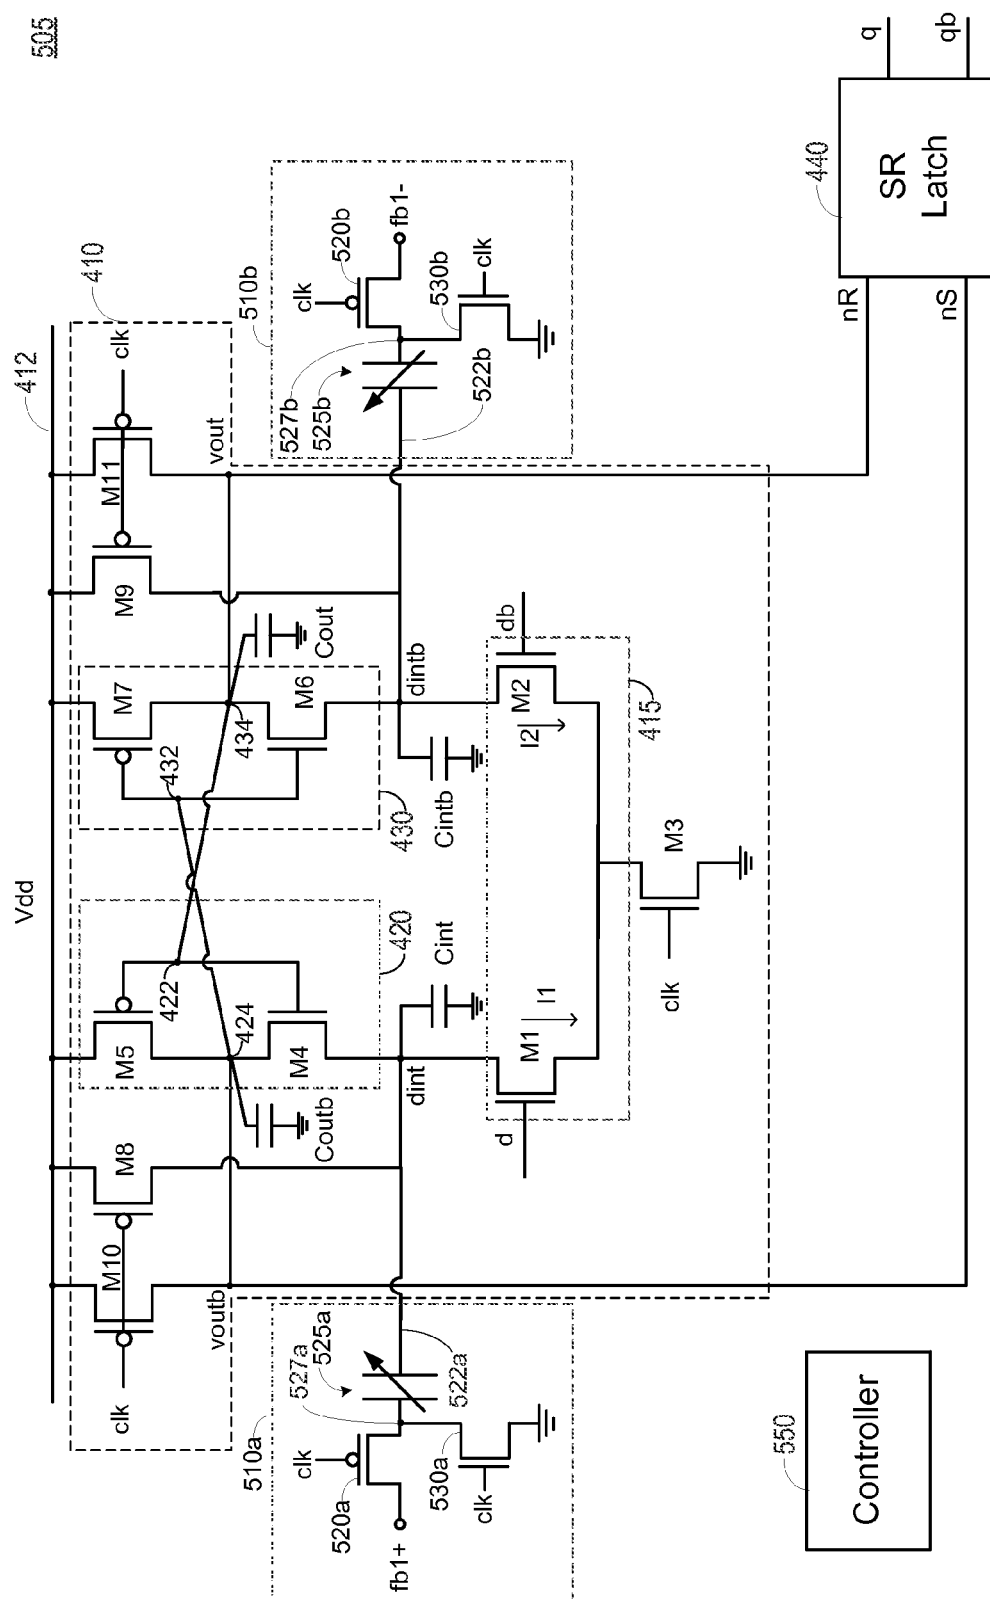 505
Vdd
412
410
clk
clk
M10
M8
M5
M7
M9
M11
voutb
vout
422
424
432
434
Coutb
Cout
M4
M6
420
430
dint
dintb
Cint
Cintb
510a
clk
520a
fb1+
527a
525a
522a
530a
clk
510b
clk
520b
fb1-
527b
525b
522b
530b
clk
d
M1
I1
I2
M2
db
415
clk
M3
nR
nS
440
SR
Latch
q
qb
550
Controller